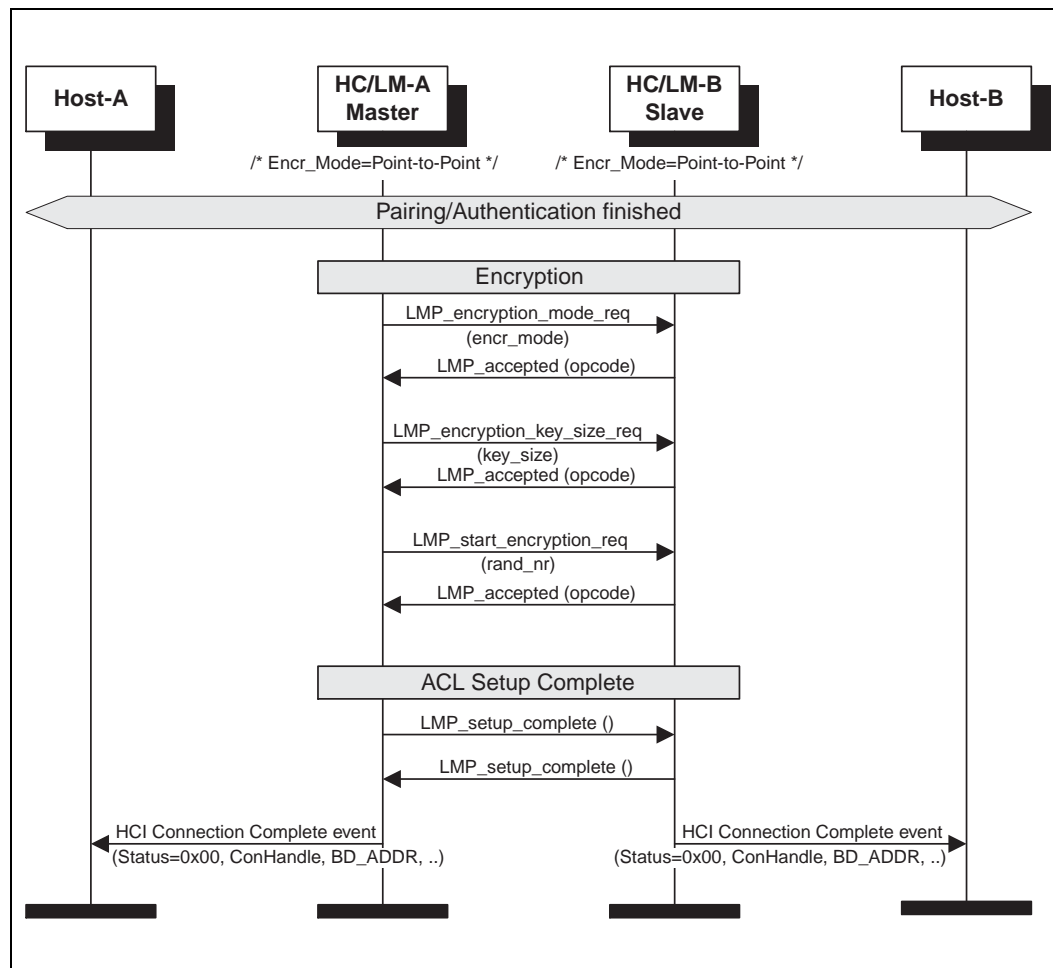 Host-A
HC/LM-A
Master
HC/LM-B
Slave
Host-B
/* Encr_Mode=Point-to-Point */
/* Encr_Mode=Point-to-Point */
Pairing/Authentication finished
Encryption
LMP_encryption_mode_req
(encr_mode)
LMP_accepted (opcode)
LMP_encryption_key_size_req
(key_size)
LMP_accepted (opcode)
LMP_start_encryption_req
(rand_nr)
LMP_accepted (opcode)
ACL Setup Complete
LMP_setup_complete ()
LMP_setup_complete ()
HCI Connection Complete event
(Status=0x00, ConHandle, BD_ADDR, ..)
HCI Connection Complete event
(Status=0x00, ConHandle, BD_ADDR, ..)